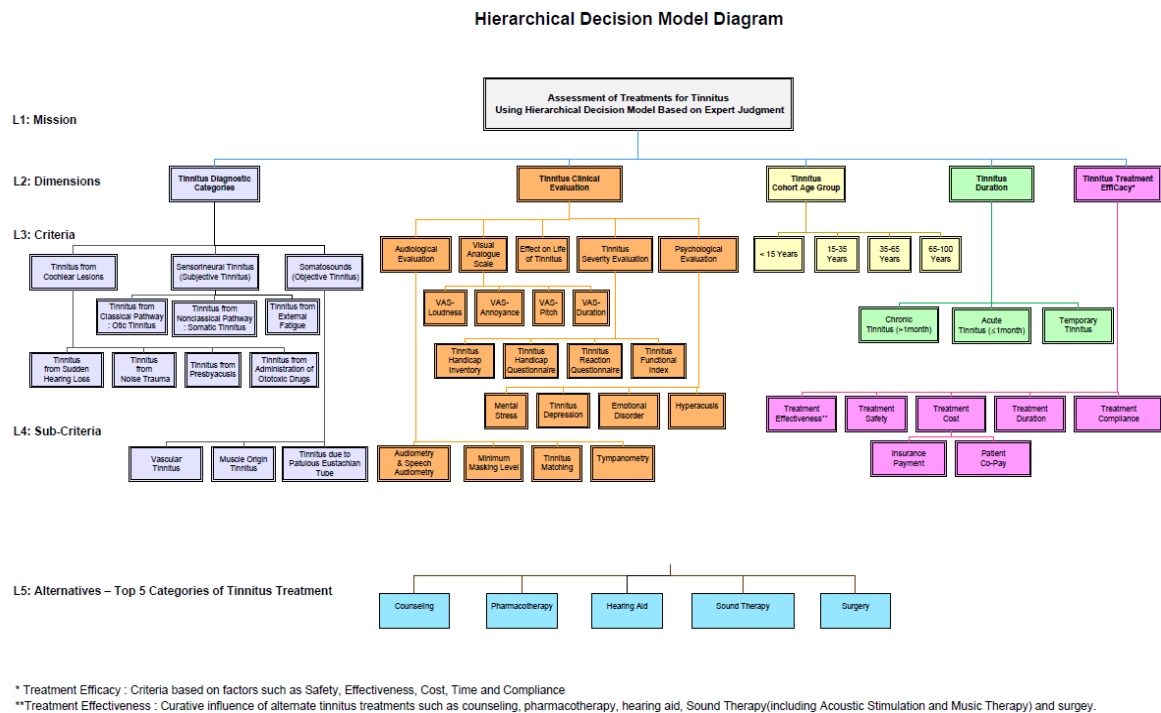 Hierarchical Decision Model Diagram
Assessment of Treatments for Tinnitus
Using Hierarchical Decision Model Based on Expert Judgment
L1: Mission
L2: Dimensions
Tinnitus Diagnostic
Categories
Tinnitus Clinical
Evaluation
Tinnitus
Cohort Age Group
Tinnitus
Duration
Tinnitus Treatment
EffiCacy*
L3: Criteria
Tinnitus from
Cochlear Lesions
Sensorineural Tinnitus
(Subjective Tinnitus)
Somatosounds
(Objective Tinnitus)
Audiological
Evaluation
Visual
Analogue
Scale
Effect on Life
of Tinnitus
Tinnitus
Severity Evaluation
Psychological
Evaluation
< 15 Years
15-35
Years
35-65
Years
65-100
Years
Tinnitus from
Classical Pathway
: Otic Tinnitus
Tinnitus from
Nonclassical Pathway
: Somatic Tinnitus
Tinnitus from
External
Fatigue
VAS-
Loudness
VAS-
Annoyance
VAS-
Pitch
VAS-
Duration
Chronic
Tinnitus (>1month)
Acute
Tinnitus (≤1month)
Temporary
Tinnitus
Tinnitus
from Sudden
Hearing Loss
Tinnitus
from
Noise Trauma
Tinnitus from
Presbyacusis
Tinnitus from
Administration of
Ototoxic Drugs
Tinnitus
Handicap
Inventory
Tinnitus
Handicap
Questionnaire
Tinnitus
Reaction
Questionnaire
Tinnitus
Functional
Index
Mental
Stress
Tinnitus
Depression
Emotional
Disorder
Hyperacusis
Treatment
Effectiveness**
Treatment
Safety
Treatment
Cost
Treatment
Duration
Treatment
Compliance
L4: Sub-Criteria
Vascular
Tinnitus
Muscle Origin
Tinnitus
Tinnitus due to
Patulous Eustachian
Tube
Audiometry
& Speech
Audiometry
Minimum
Masking Level
Tinnitus
Matching
Tympanometry
Insurance
Payment
Patient
Co-Pay
L5: Alternatives – Top 5 Categories of Tinnitus Treatment
Counseling
Pharmacotherapy
Hearing Aid
Sound Therapy
Surgery
* Treatment Efficacy : Criteria based on factors such as Safety, Effectiveness, Cost, Time and Compliance
**Treatment Effectiveness : Curative influence of alternate tinnitus treatments such as counseling, pharmacotherapy, hearing aid, Sound Therapy(including Acoustic Stimulation and Music Therapy) and surgey.